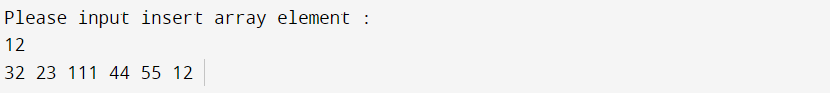 Please input insert array element :
12
32 23 111 44 55 12